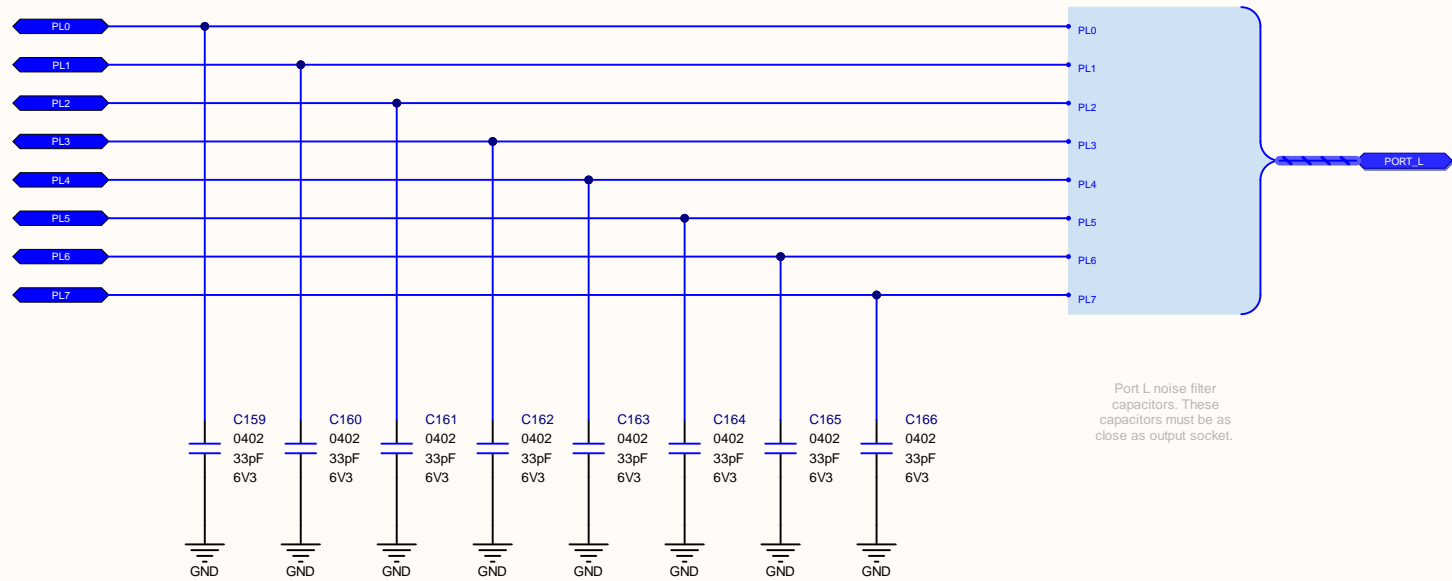 PL0
PL1
PL2
PL3
PL4
PL5
PL6
PL7
PL0
PL1
PL2
PL3
PL4
PL5
PL6
PL7
PORT_L
Port L noise filter
capacitors. These
capacitors must be as
close as output socket.
C159
0402
33pF
6V3
C160
0402
33pF
6V3
C161
0402
33pF
6V3
C162
0402
33pF
6V3
C163
0402
33pF
6V3
C164
0402
33pF
6V3
C165
0402
33pF
6V3
C166
0402
33pF
6V3
GND
GND
GND
GND
GND
GND
GND
GND